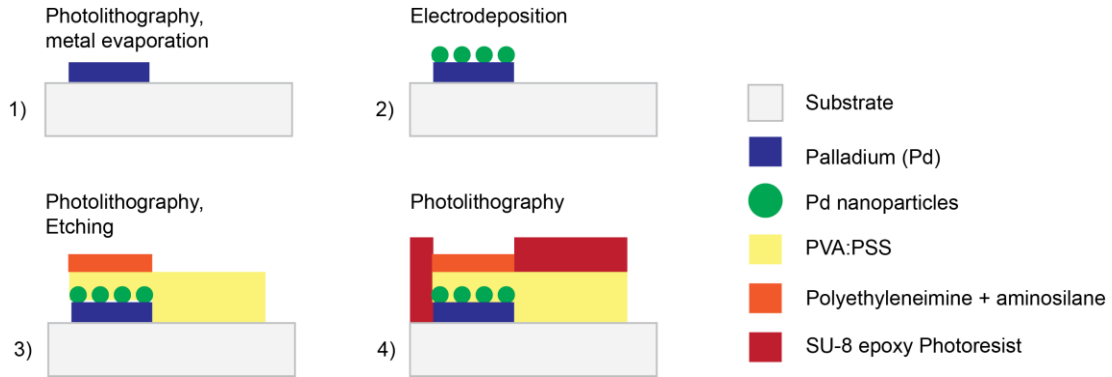 Photolithography,
metal evaporation
1)
Electrodeposition
2)
Photolithography,
Etching
3)
Photolithography
4)
Substrate
Palladium (Pd)
Pd nanoparticles
PVA:PSS
Polyethyleneimine + aminosilane
SU-8 epoxy Photoresist